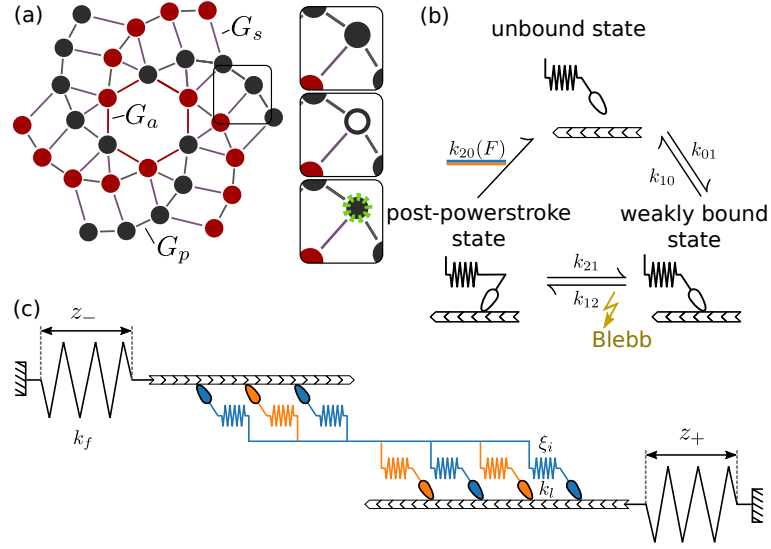 (a)
G_s
G_a
G_p
(b)
unbound state
k_20(F)
k_01
k_10
post-powerstroke
state
weakly bound
state
k_21
k_12
Blebb
(c)
z_−
k_f
ξ_i
k_l
z_+